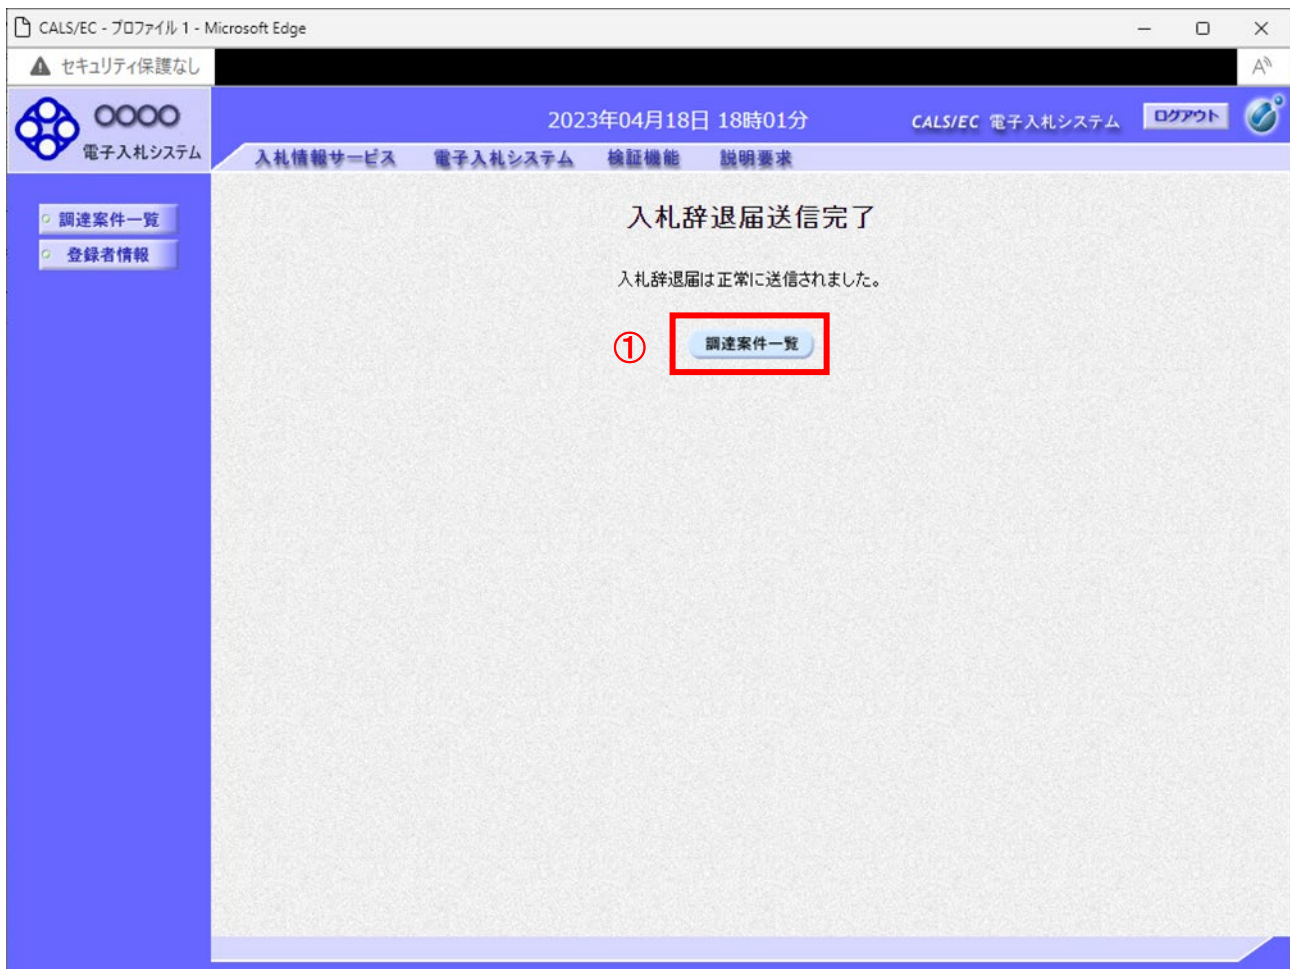 CALS/EC - プロファイル 1 - Microsoft Edge
セキュリティ保護なし
OOOO
電子入札システム
2023年04月18日 18時01分
CALS/EC 電子入札システム
ログアウト
入札情報サービス 電子入札システム 検証機能 説明要求
調達案件一覧
登録者情報
入札辞退届送信完了
入札辞退届は正常に送信されました。
① 調達案件一覧